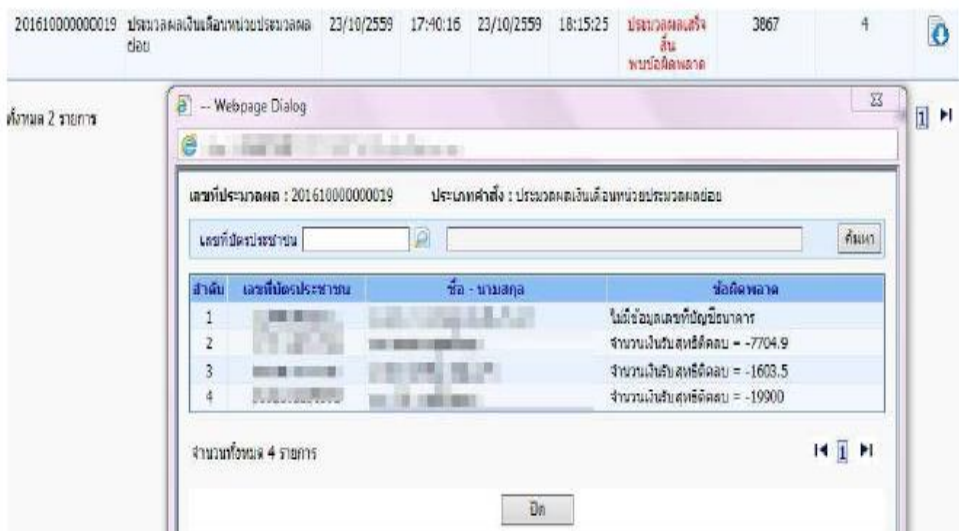 201610000000019 ประมวลผลเงินเดือนหน่วยประมวลผลย่อย 23/10/2559 17:40:16 23/10/2559 18:15:25 ประมวลผลเสร็จสิ้น พบข้อผิดพลาด 3867 4
ทั้งหมด 2 รายการ
1
-- Webpage Dialog
เลขที่ประมวลผล : 201610000000019 ประเภทคำสั่ง : ประมวลผลเงินเดือนหน่วยประมวลผลย่อย
เลขที่บัตรประชาชน ค้นหา
ลำดับ เลขที่บัตรประชาชน ชื่อ - นามสกุล ข้อผิดพลาด
1 ไม่มีข้อมูลเลขที่บัญชีธนาคาร
2 จำนวนเงินรับสุทธิติดลบ = -7704.9
3 จำนวนเงินรับสุทธิติดลบ = -1603.5
4 จำนวนเงินรับสุทธิติดลบ = -19900
จำนวนทั้งหมด 4 รายการ 1
ปิด